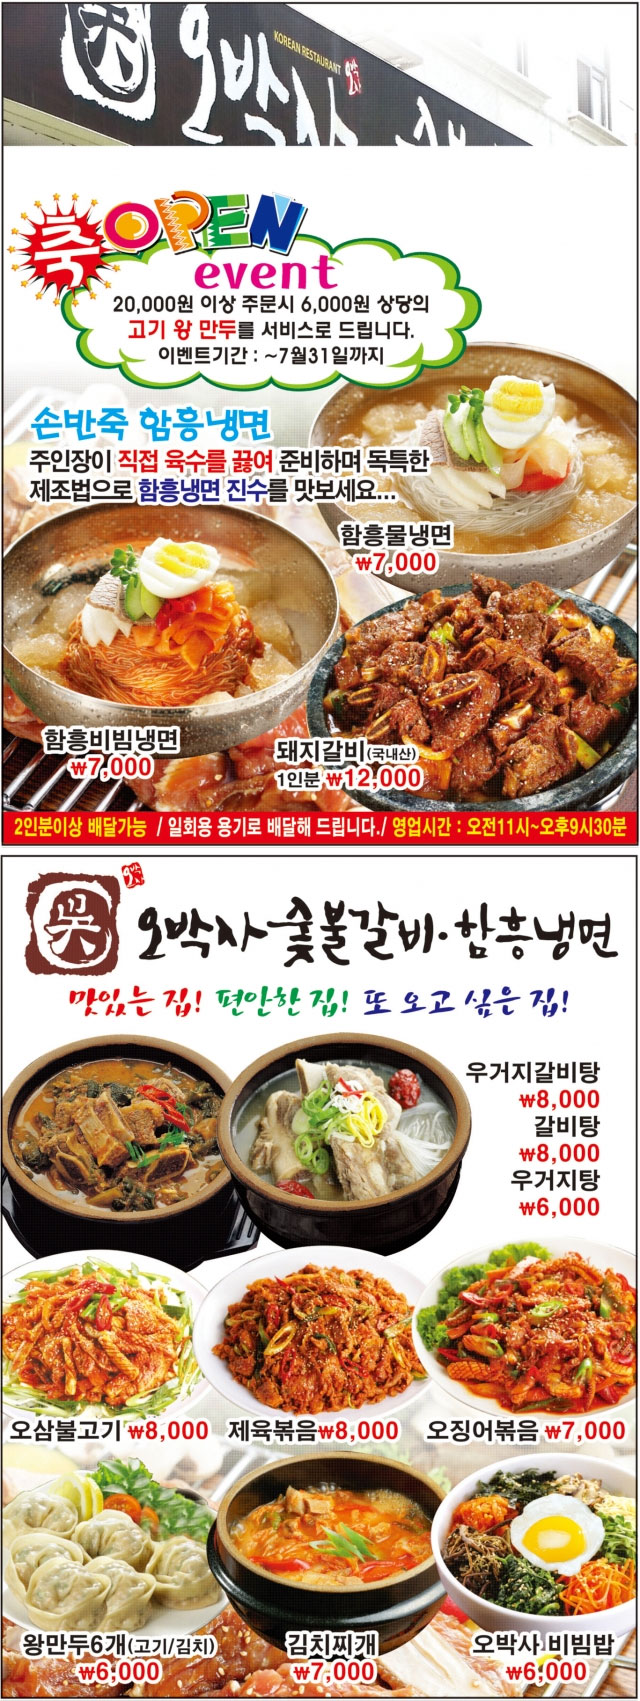 KOREAN RESTAURANT
오박사
축 OPEN
event
20,000원 이상 주문시 6,000원 상당의
고기 왕 만두를 서비스로 드립니다.
이벤트기간 : ~7월31일까지
손반죽 함흥냉면
주인장이 직접 육수를 끓여 준비하며 독특한
제조법으로 함흥냉면 진수를 맛보세요...
함흥물냉면
₩7,000
함흥비빔냉면
₩7,000
돼지갈비(국내산)
1인분 ₩12,000
2인분이상 배달가능 / 일회용 용기로 배달해 드립니다./ 영업시간 : 오전11시~오후9시30분
오박사 숯불갈비·함흥냉면
맛있는 집! 편안한 집! 또 오고 싶은 집!
우거지갈비탕
₩8,000
갈비탕
₩8,000
우거지탕
₩6,000
오삼불고기 ₩8,000
제육볶음₩8,000
오징어볶음 ₩7,000
왕만두6개(고기/김치)
₩6,000
김치찌개
₩7,000
오박사 비빔밥
₩6,000